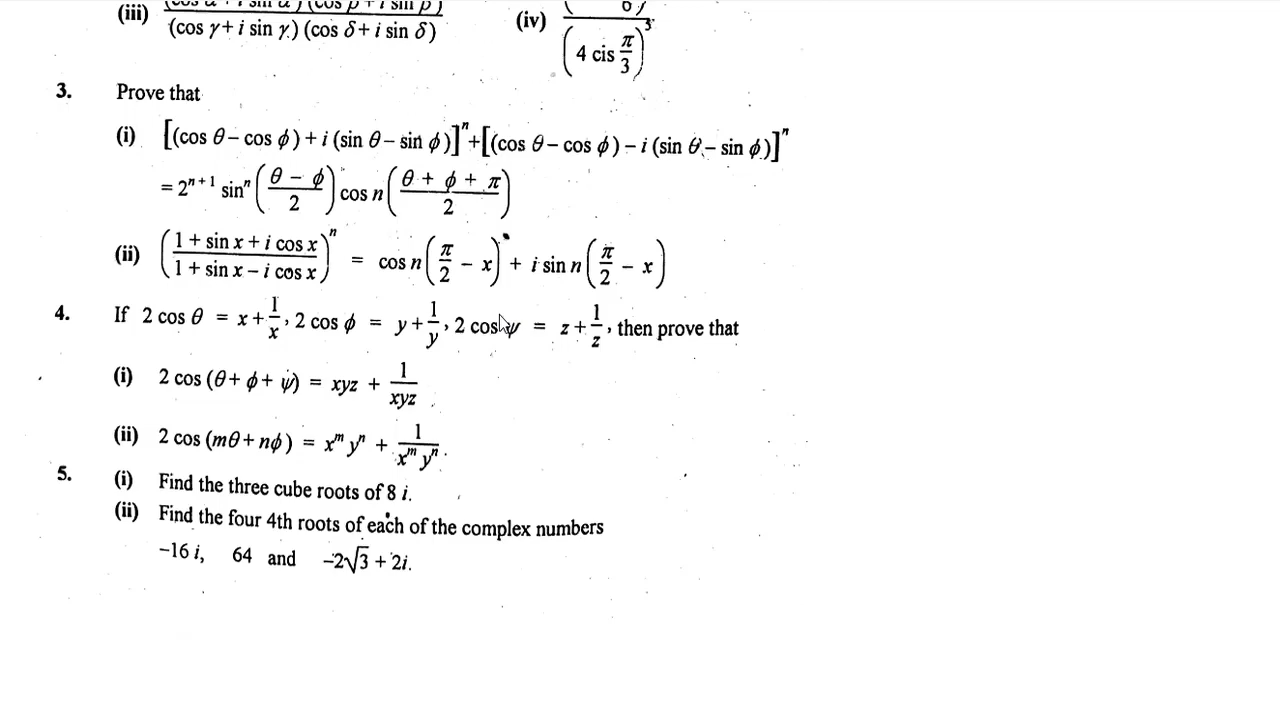 (iii) (cos α + i sin α) (cos β + i sin β) / (cos γ + i sin γ) (cos δ + i sin δ) (iv) / (4 cis π/3)³
3. Prove that
(i) [(cos θ − cos ϕ) + i (sin θ − sin ϕ)]ⁿ + [(cos θ − cos ϕ) − i (sin θ − sin ϕ)]ⁿ
= 2ⁿ⁺¹ sinⁿ ((θ − ϕ)/2) cos n ((θ + ϕ + π)/2)
(ii) ((1 + sin x + i cos x)/(1 + sin x − i cos x))ⁿ = cos n (π/2 − x) + i sin n (π/2 − x)
4. If 2 cos θ = x + 1/x, 2 cos ϕ = y + 1/y, 2 cos ψ = z + 1/z, then prove that
(i) 2 cos (θ + ϕ + ψ) = xyz + 1/xyz
(ii) 2 cos (mθ + nϕ) = xᵐ yⁿ + 1/(xᵐ yⁿ).
5. (i) Find the three cube roots of 8 i.
(ii) Find the four 4th roots of each of the complex numbers
−16 i, 64 and −2√3 + 2i.